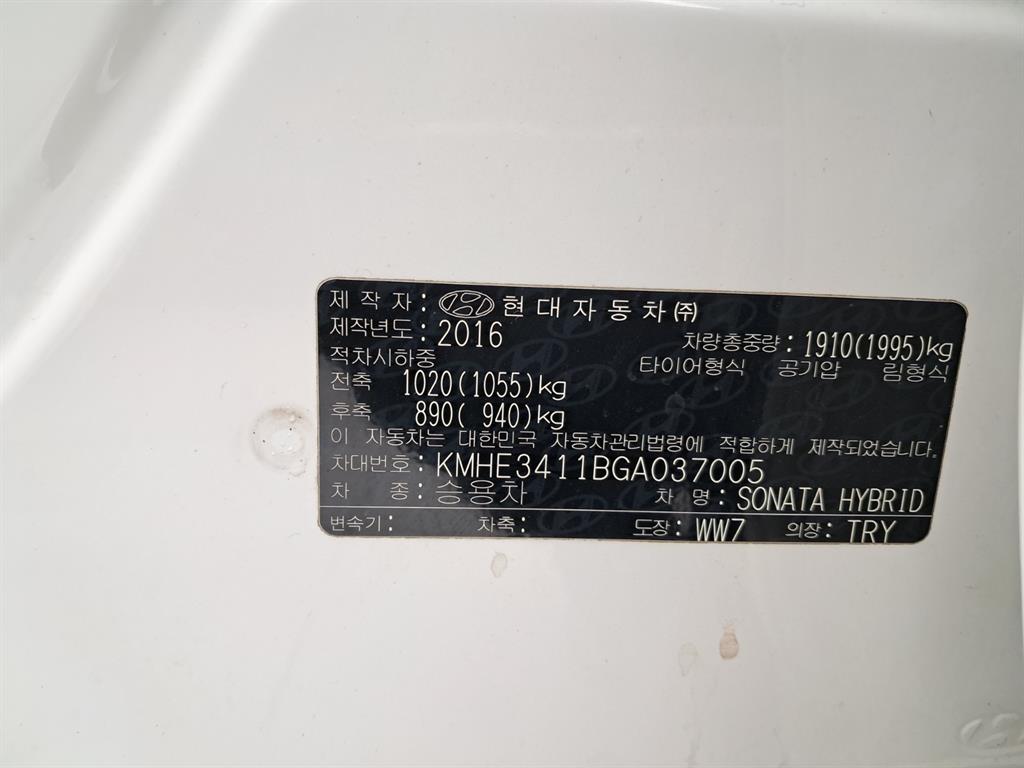 제 작 자 : 현대자동차㈜
제작년도 : 2016 차량총중량 : 1910(1995)kg
적차시하중 타이어형식 공기압 림형식
전축 1020(1055)kg
후축 890( 940)kg
이 자동차는 대한민국 자동차관리법령에 적합하게 제작되었습니다.
차대번호 : KMHE3411BGA037005
차 종 : 승용차 차 명 : SONATA HYBRID
변속기 : 차축 : 도장 : WW7 의장 : TRY